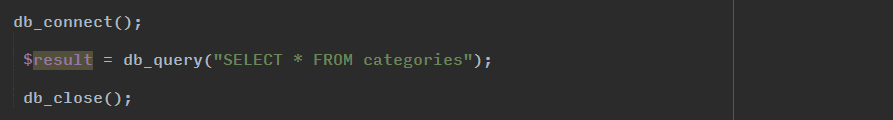 db_connect();
$result = db_query("SELECT * FROM categories");
db_close();